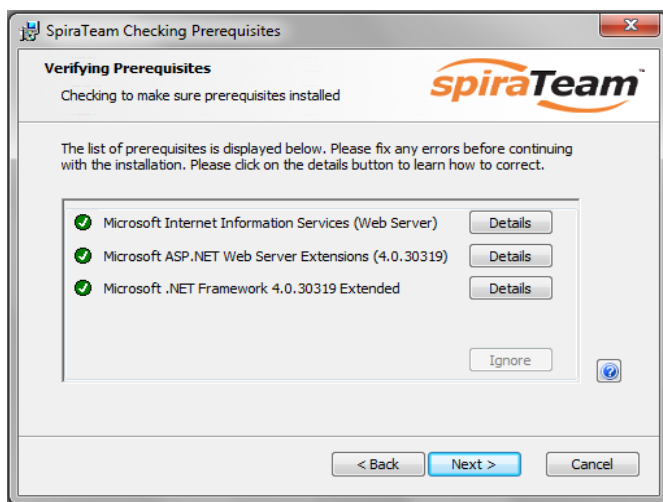 SpiraTeam Checking Prerequisites
X
Verifying Prerequisites
Checking to make sure prerequisites installed
spiraTeam™
The list of prerequisites is displayed below. Please fix any errors before continuing
with the installation. Please click on the details button to learn how to correct.
Microsoft Internet Information Services (Web Server) Details
Microsoft ASP.NET Web Server Extensions (4.0.30319) Details
Microsoft .NET Framework 4.0.30319 Extended Details
Ignore
?
< Back Next > Cancel